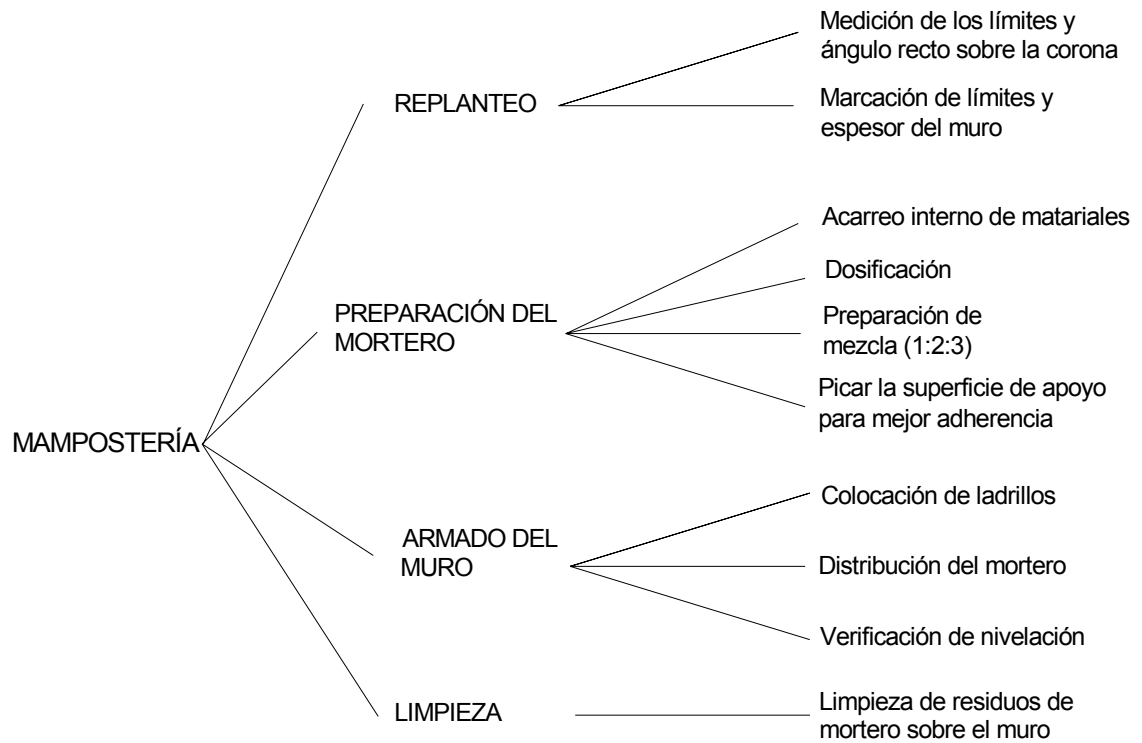 MAMPOSTERÍA
REPLANTEO
Medición de los límites y
ángulo recto sobre la corona
Marcación de límites y
espesor del muro
PREPARACIÓN DEL
MORTERO
Acarreo interno de matariales
Dosificación
Preparación de
mezcla (1:2:3)
Picar la superficie de apoyo
para mejor adherencia
ARMADO DEL
MURO
Colocación de ladrillos
Distribución del mortero
Verificación de nivelación
LIMPIEZA
Limpieza de residuos de
mortero sobre el muro